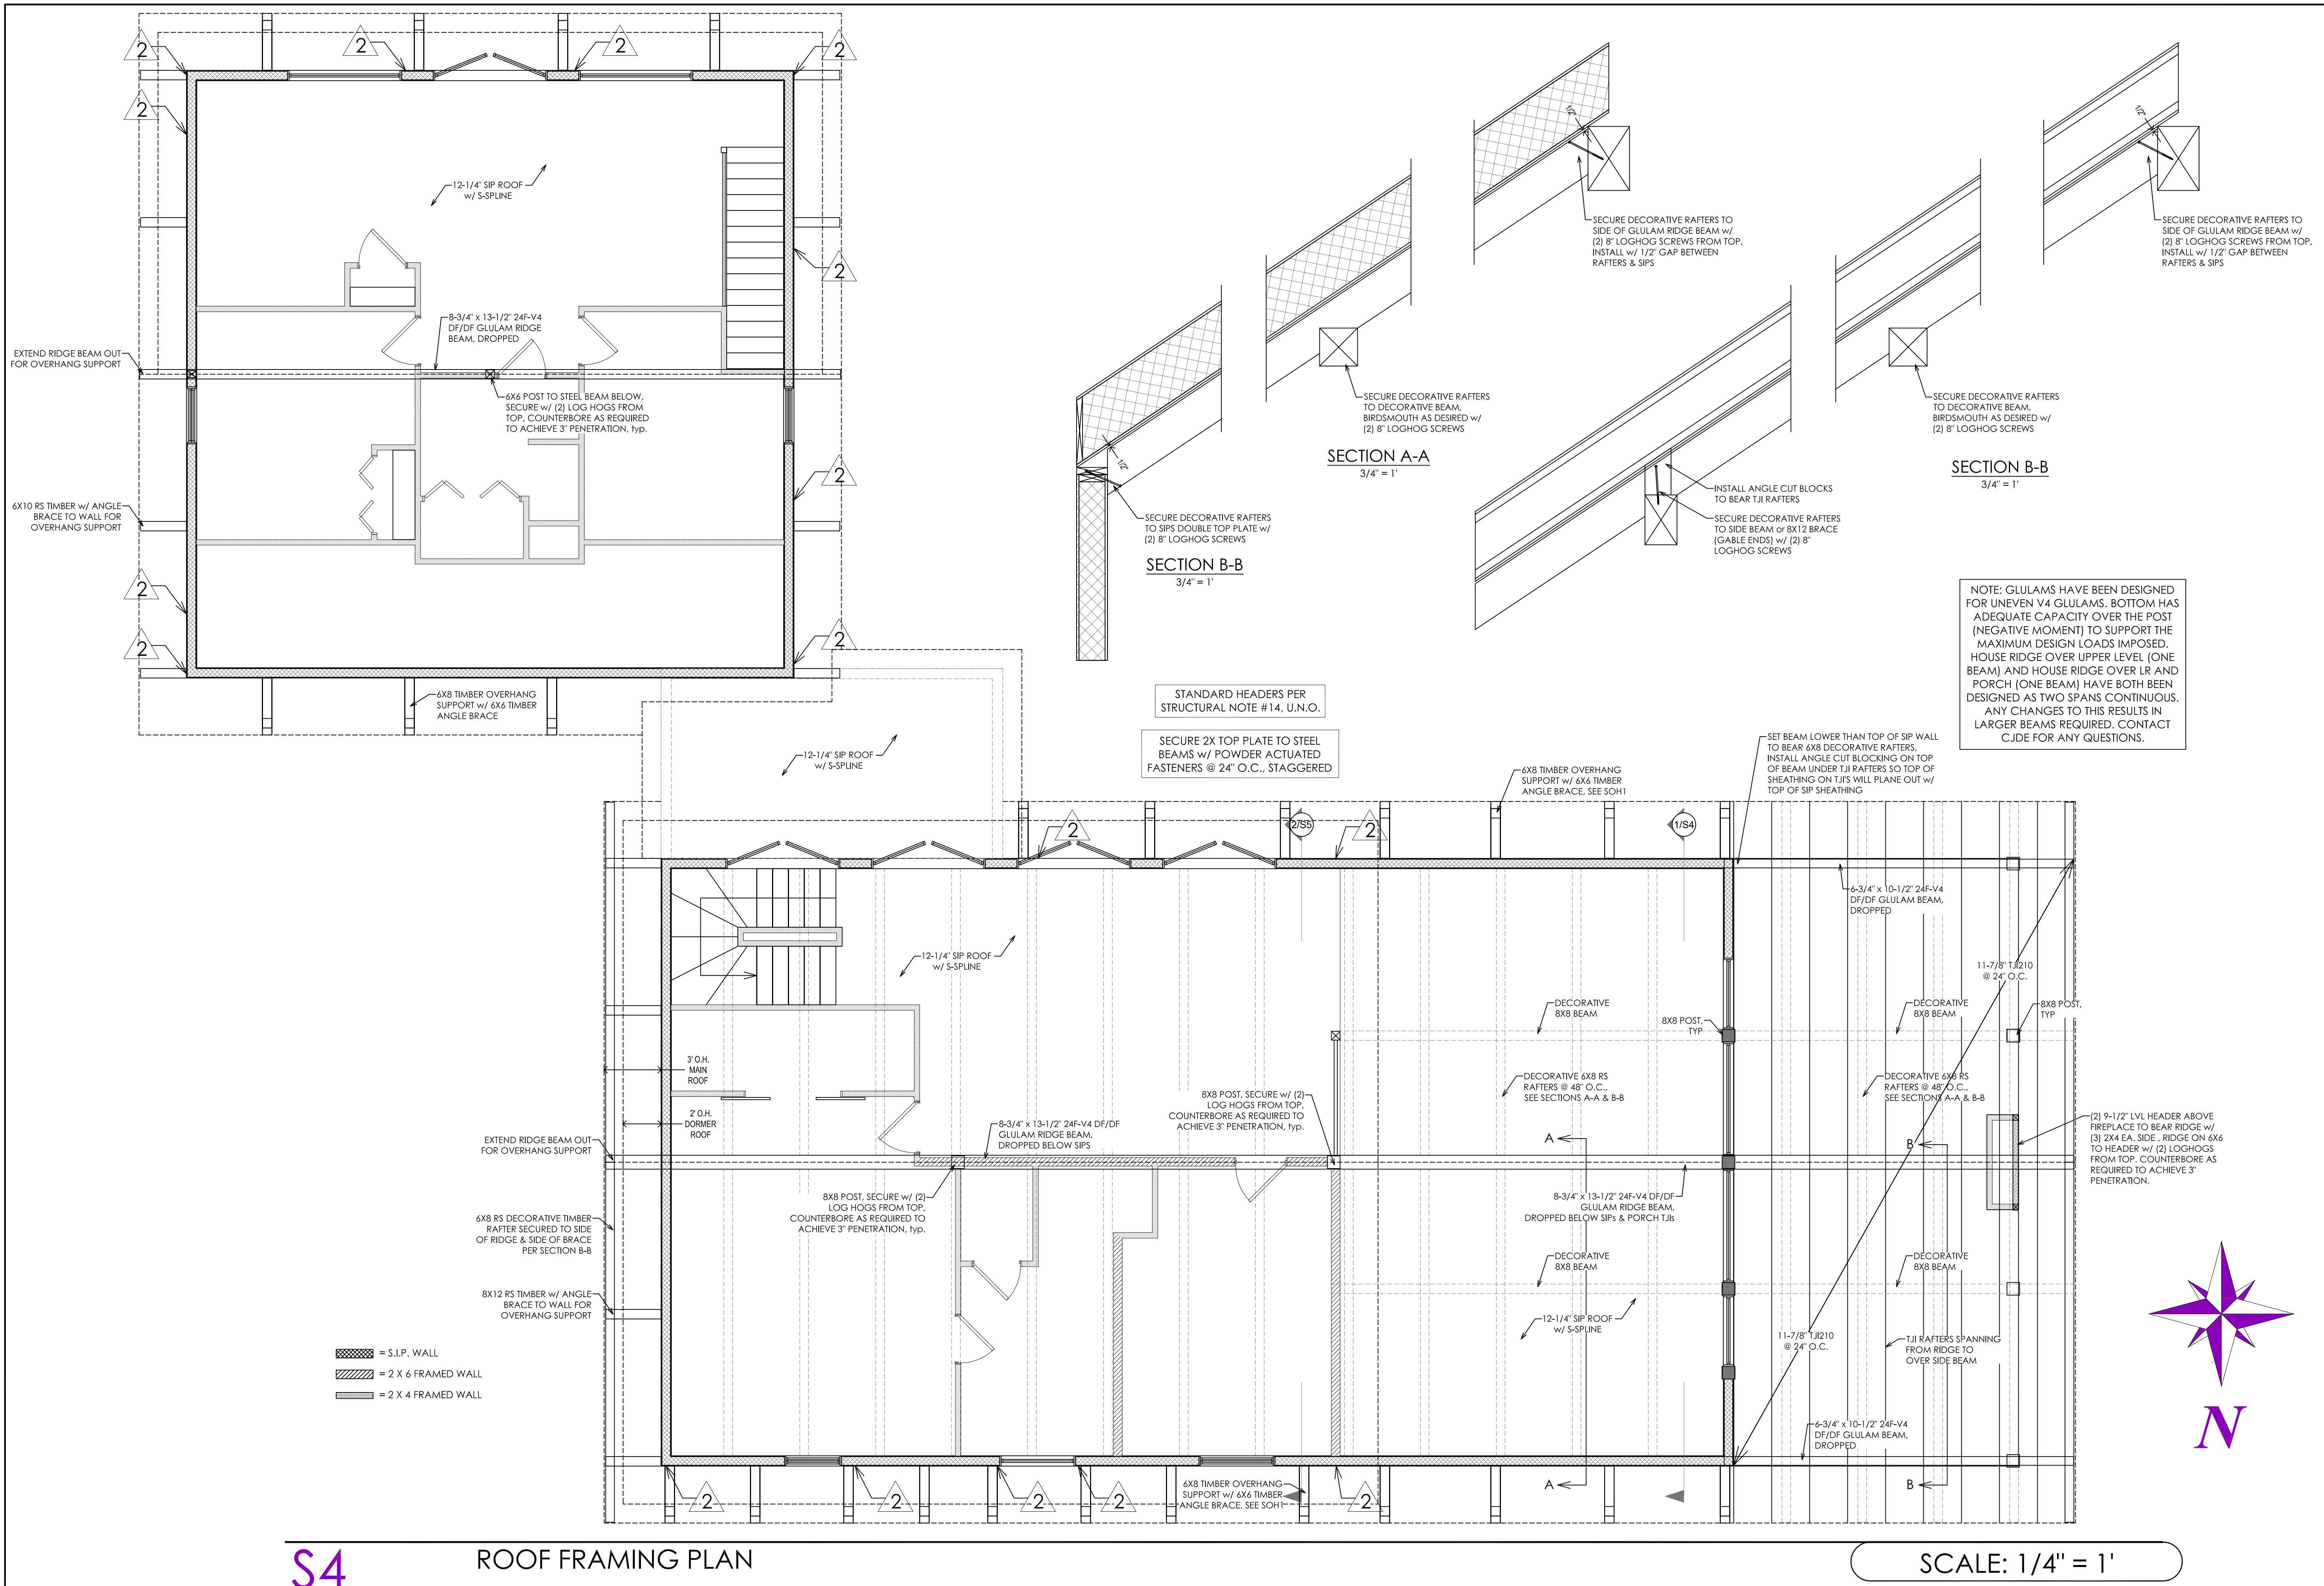 2
2
2
2
2
12-1/4" SIP ROOF
w/ S-SPLINE
2
8-3/4" x 13-1/2" 24F-V4
DF/DF GLULAM RIDGE
BEAM, DROPPED
EXTEND RIDGE BEAM OUT
FOR OVERHANG SUPPORT
6X6 POST TO STEEL BEAM BELOW,
SECURE w/ (2) LOG HOGS FROM
TOP, COUNTERBORE AS REQUIRED
TO ACHIEVE 3" PENETRATION, typ.
2
6X10 RS TIMBER w/ ANGLE
BRACE TO WALL FOR
OVERHANG SUPPORT
2
2
2
6X8 TIMBER OVERHANG
SUPPORT w/ 6X6 TIMBER
ANGLE BRACE
1/2"
SECURE DECORATIVE RAFTERS
TO SIPS DOUBLE TOP PLATE w/
(2) 8" LOGHOG SCREWS
SECTION B-B
3/4" = 1'
SECURE DECORATIVE RAFTERS
TO DECORATIVE BEAM,
BIRDSMOUTH AS DESIRED w/
(2) 8" LOGHOG SCREWS
SECTION A-A
3/4" = 1'
1/2"
SECURE DECORATIVE RAFTERS TO
SIDE OF GLULAM RIDGE BEAM w/
(2) 8" LOGHOG SCREWS FROM TOP,
INSTALL w/ 1/2" GAP BETWEEN
RAFTERS & SIPS
INSTALL ANGLE CUT BLOCKS
TO BEAR TJI RAFTERS
SECURE DECORATIVE RAFTERS
TO SIDE BEAM or 8X12 BRACE
(GABLE ENDS) w/ (2) 8"
LOGHOG SCREWS
SECURE DECORATIVE RAFTERS
TO DECORATIVE BEAM,
BIRDSMOUTH AS DESIRED w/
(2) 8" LOGHOG SCREWS
SECTION B-B
3/4" = 1'
1/2"
SECURE DECORATIVE RAFTERS TO
SIDE OF GLULAM RIDGE BEAM w/
(2) 8" LOGHOG SCREWS FROM TOP,
INSTALL w/ 1/2" GAP BETWEEN
RAFTERS & SIPS
NOTE: GLULAMS HAVE BEEN DESIGNED
FOR UNEVEN V4 GLULAMS. BOTTOM HAS
ADEQUATE CAPACITY OVER THE POST
(NEGATIVE MOMENT) TO SUPPORT THE
MAXIMUM DESIGN LOADS IMPOSED.
HOUSE RIDGE OVER UPPER LEVEL (ONE
BEAM) AND HOUSE RIDGE OVER LR AND
PORCH (ONE BEAM) HAVE BOTH BEEN
DESIGNED AS TWO SPANS CONTINUOUS.
ANY CHANGES TO THIS RESULTS IN
LARGER BEAMS REQUIRED. CONTACT
CJDE FOR ANY QUESTIONS.
STANDARD HEADERS PER
STRUCTURAL NOTE #14, U.N.O.
SECURE 2X TOP PLATE TO STEEL
BEAMS w/ POWDER ACTUATED
FASTENERS @ 24" O.C., STAGGERED
12-1/4" SIP ROOF
w/ S-SPLINE
6X8 TIMBER OVERHANG
SUPPORT w/ 6X6 TIMBER
ANGLE BRACE, SEE SOH1
SET BEAM LOWER THAN TOP OF SIP WALL
TO BEAR 6X8 DECORATIVE RAFTERS,
INSTALL ANGLE CUT BLOCKING ON TOP
OF BEAM UNDER TJI RAFTERS SO TOP OF
SHEATHING ON TJI'S WILL PLANE OUT w/
TOP OF SIP SHEATHING
2
2/S5
2
1/S4
6-3/4" x 10-1/2" 24F-V4
DF/DF GLULAM BEAM,
DROPPED
12-1/4" SIP ROOF
w/ S-SPLINE
11-7/8" TJI210
@ 24" O.C.
DECORATIVE
8X8 BEAM
8X8 POST,
TYP
DECORATIVE
8X8 BEAM
8X8 POST,
TYP
3' O.H.
MAIN
ROOF
2' O.H.
DORMER
ROOF
8X8 POST, SECURE w/ (2)
LOG HOGS FROM TOP,
COUNTERBORE AS REQUIRED TO
ACHIEVE 3" PENETRATION, typ.
DECORATIVE 6X8 RS
RAFTERS @ 48" O.C.,
SEE SECTIONS A-A & B-B
DECORATIVE 6X8 RS
RAFTERS @ 48" O.C.,
SEE SECTIONS A-A & B-B
(2) 9-1/2" LVL HEADER ABOVE
FIREPLACE TO BEAR RIDGE w/
(3) 2X4 EA. SIDE , RIDGE ON 6X6
TO HEADER w/ (2) LOGHOGS
FROM TOP. COUNTERBORE AS
REQUIRED TO ACHIEVE 3"
PENETRATION.
8-3/4" x 13-1/2" 24F-V4 DF/DF
GLULAM RIDGE BEAM,
DROPPED BELOW SIPS
A
B
EXTEND RIDGE BEAM OUT
FOR OVERHANG SUPPORT
8X8 POST, SECURE w/ (2)
LOG HOGS FROM TOP,
COUNTERBORE AS REQUIRED TO
ACHIEVE 3" PENETRATION, typ.
8-3/4" x 13-1/2" 24F-V4 DF/DF
GLULAM RIDGE BEAM,
DROPPED BELOW SIPs & PORCH TJIs
6X8 RS DECORATIVE TIMBER
RAFTER SECURED TO SIDE
OF RIDGE & SIDE OF BRACE
PER SECTION B-B
DECORATIVE
8X8 BEAM
DECORATIVE
8X8 BEAM
8X12 RS TIMBER w/ ANGLE
BRACE TO WALL FOR
OVERHANG SUPPORT
12-1/4" SIP ROOF
w/ S-SPLINE
11-7/8" TJI210
@ 24" O.C.
TJI RAFTERS SPANNING
FROM RIDGE TO
OVER SIDE BEAM
= S.I.P. WALL
= 2 X 6 FRAMED WALL
= 2 X 4 FRAMED WALL
6-3/4" x 10-1/2" 24F-V4
DF/DF GLULAM BEAM,
DROPPED
N
2
2
2
2
6X8 TIMBER OVERHANG
SUPPORT w/ 6X6 TIMBER
ANGLE BRACE, SEE SOH1
2
A
B
S4
ROOF FRAMING PLAN
SCALE: 1/4" = 1'